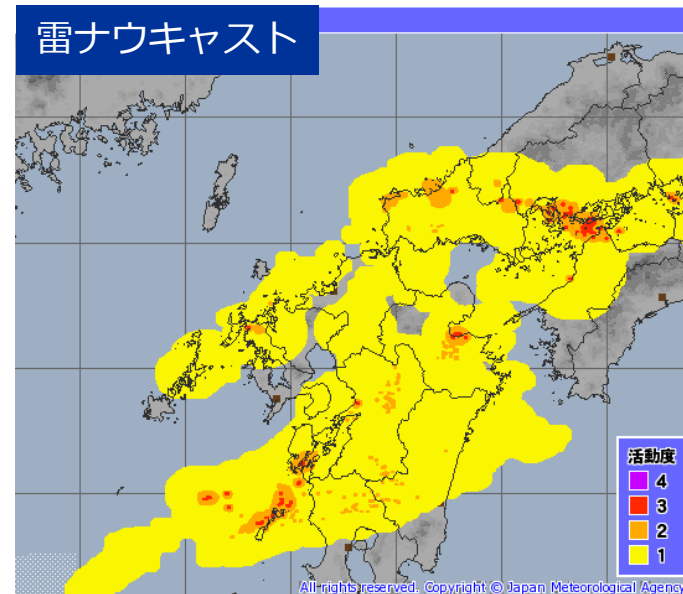 雷ナウキャスト
活動度
4
3
2
1
All rights reserved. Copyright © Japan Meteorological Agency